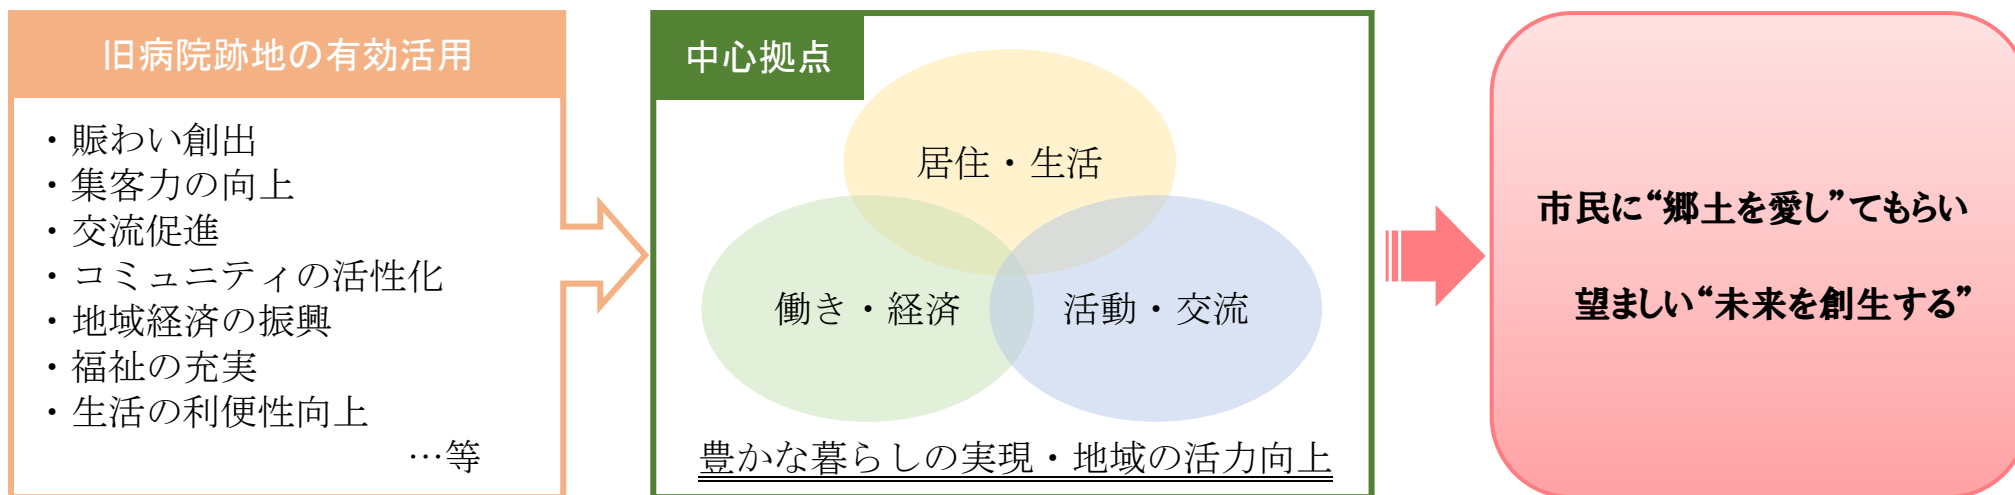 旧病院跡地の有効活用
・賑わい創出
・集客力の向上
・交流促進
・コミュニティの活性化
・地域経済の振興
・福祉の充実
・生活の利便性向上
…等
中心拠点
居住・生活
働き・経済
活動・交流
豊かな暮らしの実現・地域の活力向上
市民に“郷土を愛し”てもらい
望ましい“未来を創生する”